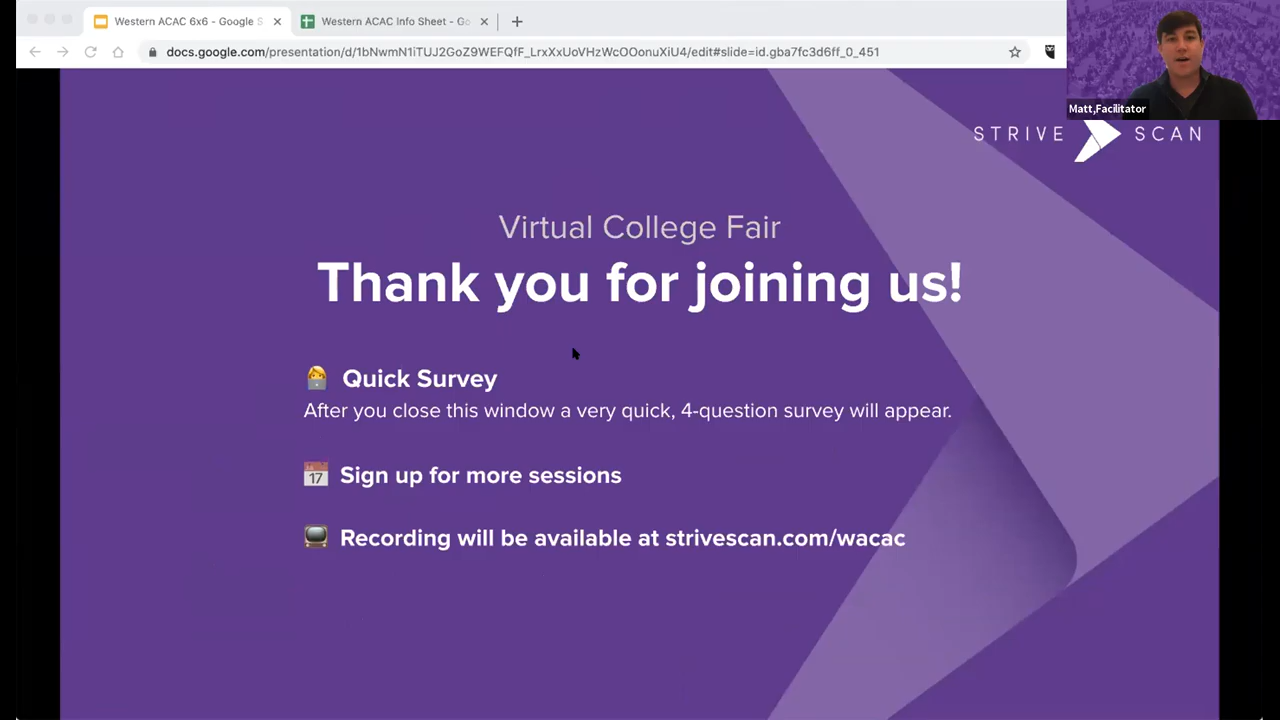 Western ACAC 6x6 - Google S
Western ACAC Info Sheet - Go
docs.google.com/presentation/d/1bNwmN1iTUJ2GoZ9WEFQfF_LrxXxUoVHzWcOOonuXiU4/edit#slide=id.gba7fc3d6ff_0_451
Matt,Facilitator
STRIVE SCAN
Virtual College Fair
Thank you for joining us!
Quick Survey
After you close this window a very quick, 4-question survey will appear.
17
Sign up for more sessions
Recording will be available at strivescan.com/wacac